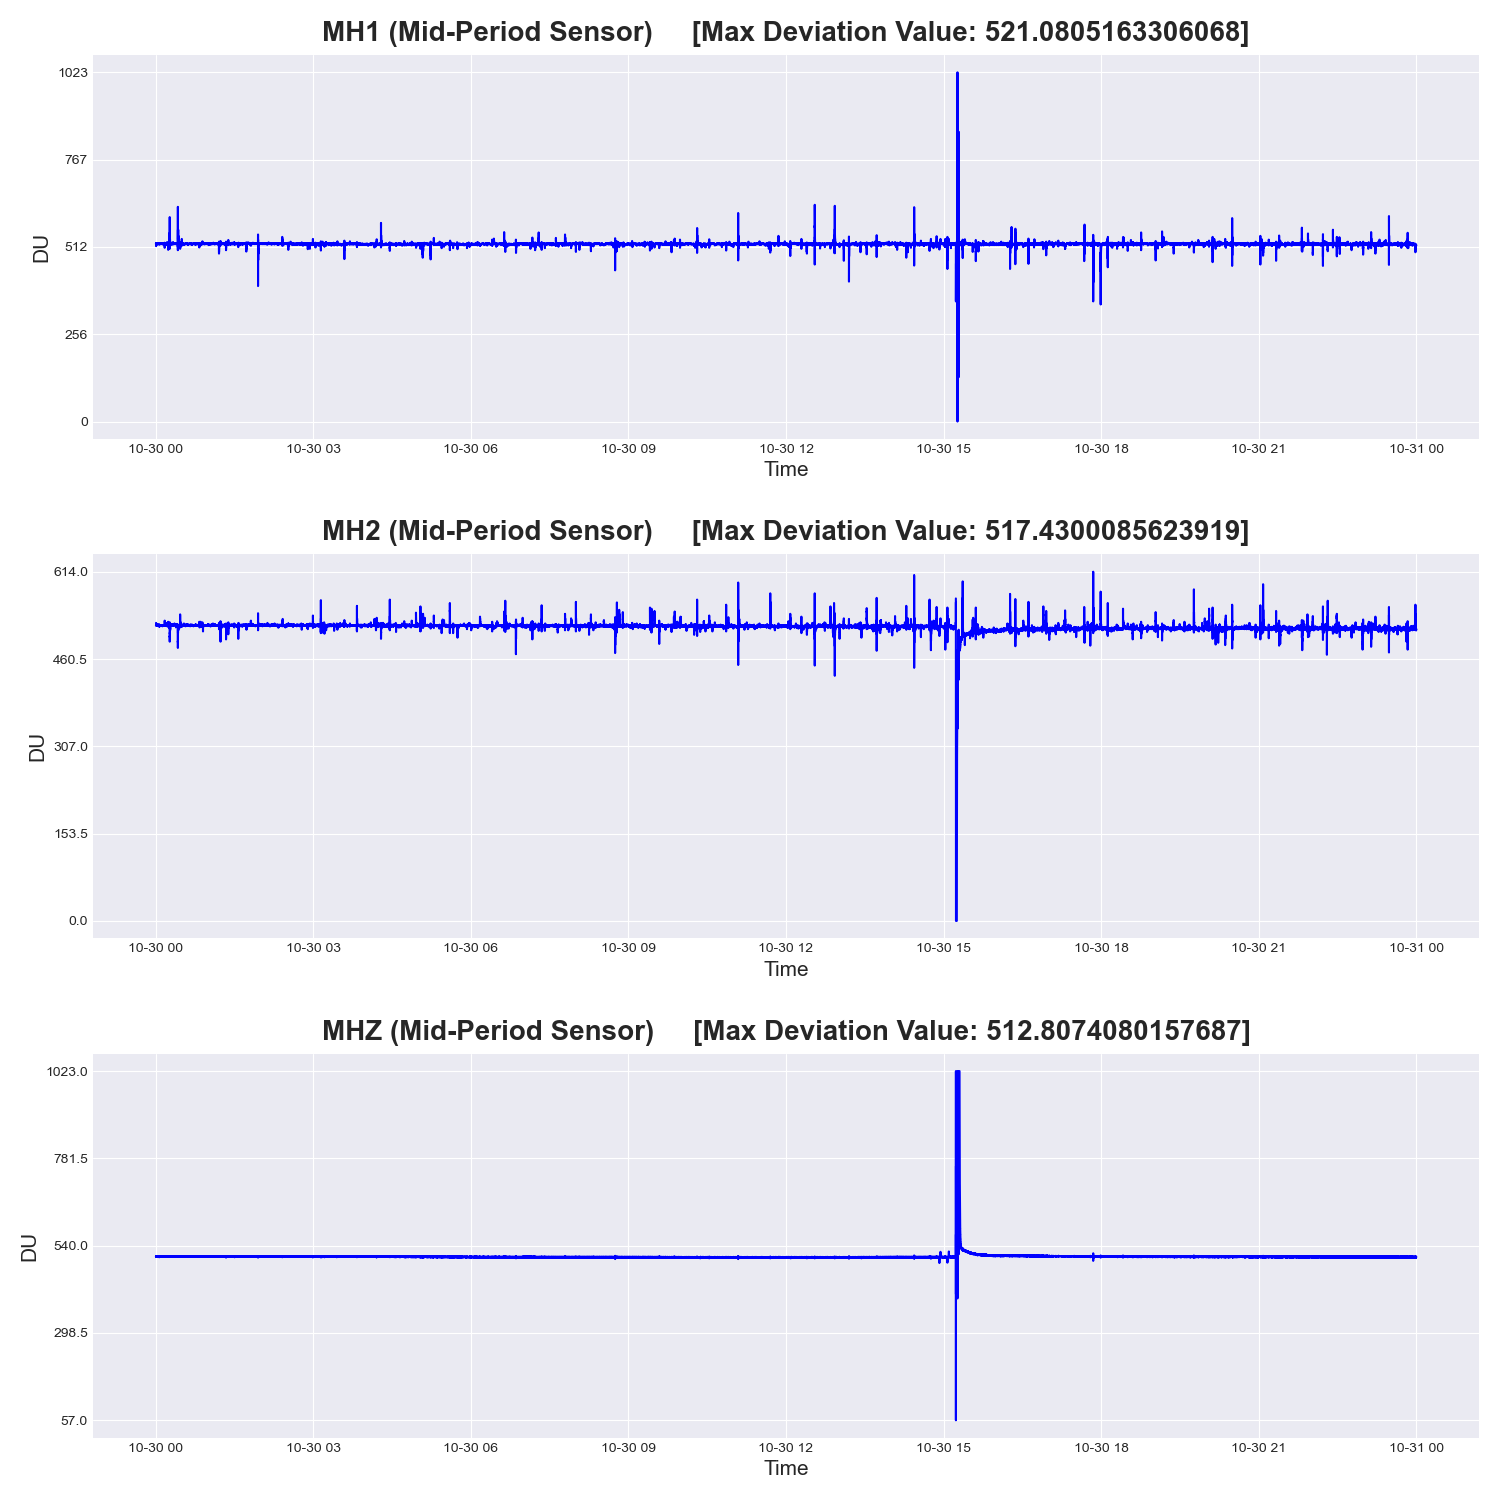 MH1 (Mid-Period Sensor) [Max Deviation Value: 521.0805163306068]
1023
767
512
256
0
DU
10-30 00 10-30 03 10-30 06 10-30 09 10-30 12 10-30 15 10-30 18 10-30 21 10-31 00
Time
MH2 (Mid-Period Sensor) [Max Deviation Value: 517.4300085623919]
614.0
460.5
307.0
153.5
0.0
DU
10-30 00 10-30 03 10-30 06 10-30 09 10-30 12 10-30 15 10-30 18 10-30 21 10-31 00
Time
MHZ (Mid-Period Sensor) [Max Deviation Value: 512.8074080157687]
1023.0
781.5
540.0
298.5
57.0
DU
10-30 00 10-30 03 10-30 06 10-30 09 10-30 12 10-30 15 10-30 18 10-30 21 10-31 00
Time